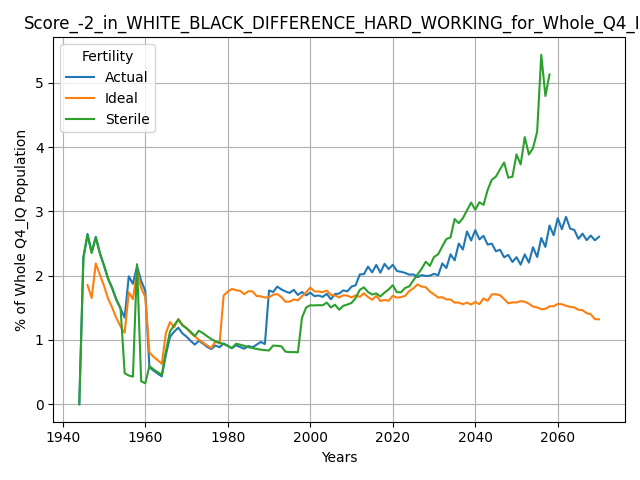 Score_-2_in_WHITE_BLACK_DIFFERENCE_HARD_WORKING_for_Whole_Q4_I
Fertility
Actual
Ideal
Sterile
% of Whole Q4_IQ Population
5
4
3
2
1
0
1940
1960
1980
2000
2020
2040
2060
Years